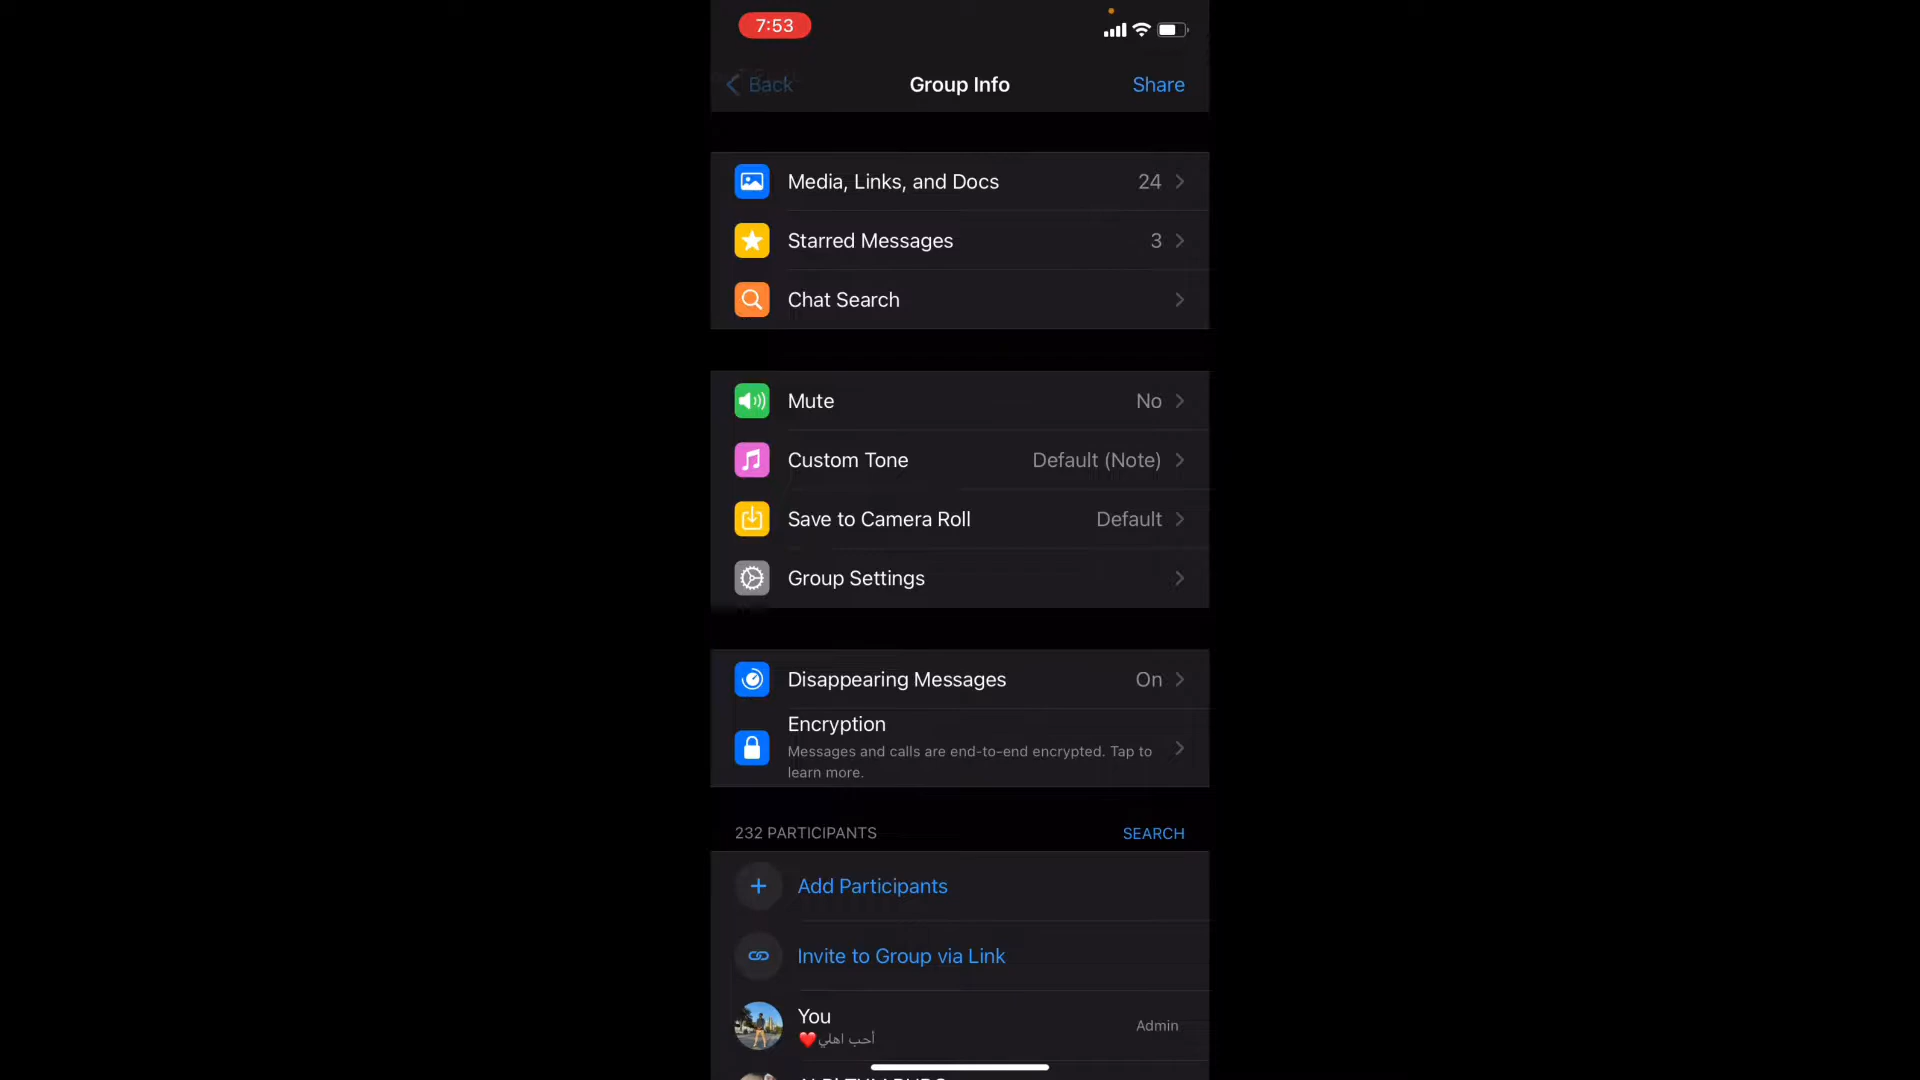 7:53
Back
Group Info
Share
Media, Links, and Docs
24
Starred Messages
3
Chat Search
Mute
No
Custom Tone
Default (Note)
Save to Camera Roll
Default
Group Settings
Disappearing Messages
On
Encryption
Messages and calls are end-to-end encrypted. Tap to
learn more.
232 PARTICIPANTS
SEARCH
Add Participants
Invite to Group via Link
You
Admin
أحب اهلي❤️